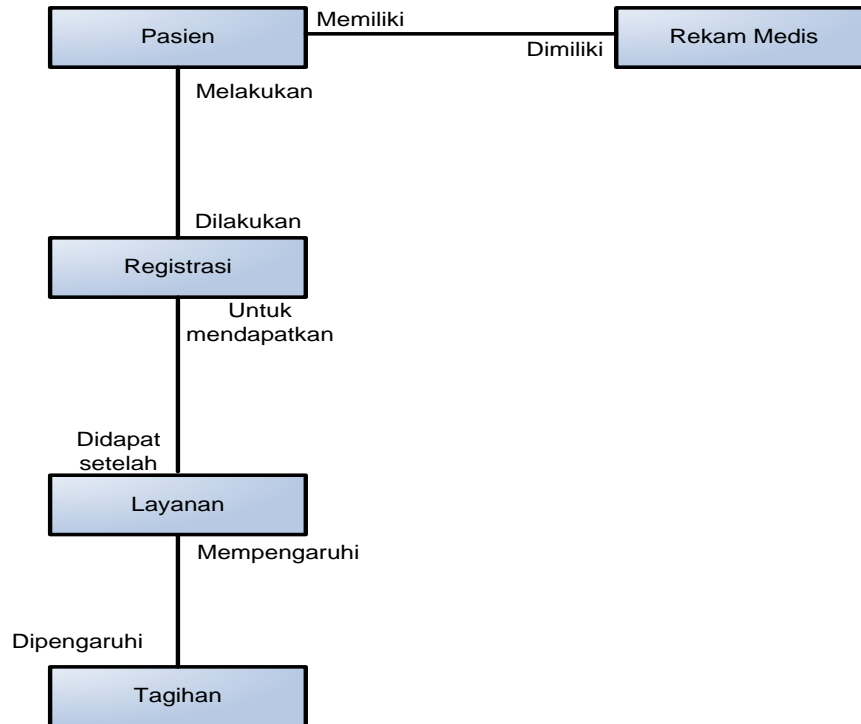 Pasien
Memiliki
Dimiliki
Rekam Medis
Melakukan
Dilakukan
Registrasi
Untuk
mendapatkan
Didapat
setelah
Layanan
Mempengaruhi
Dipengaruhi
Tagihan